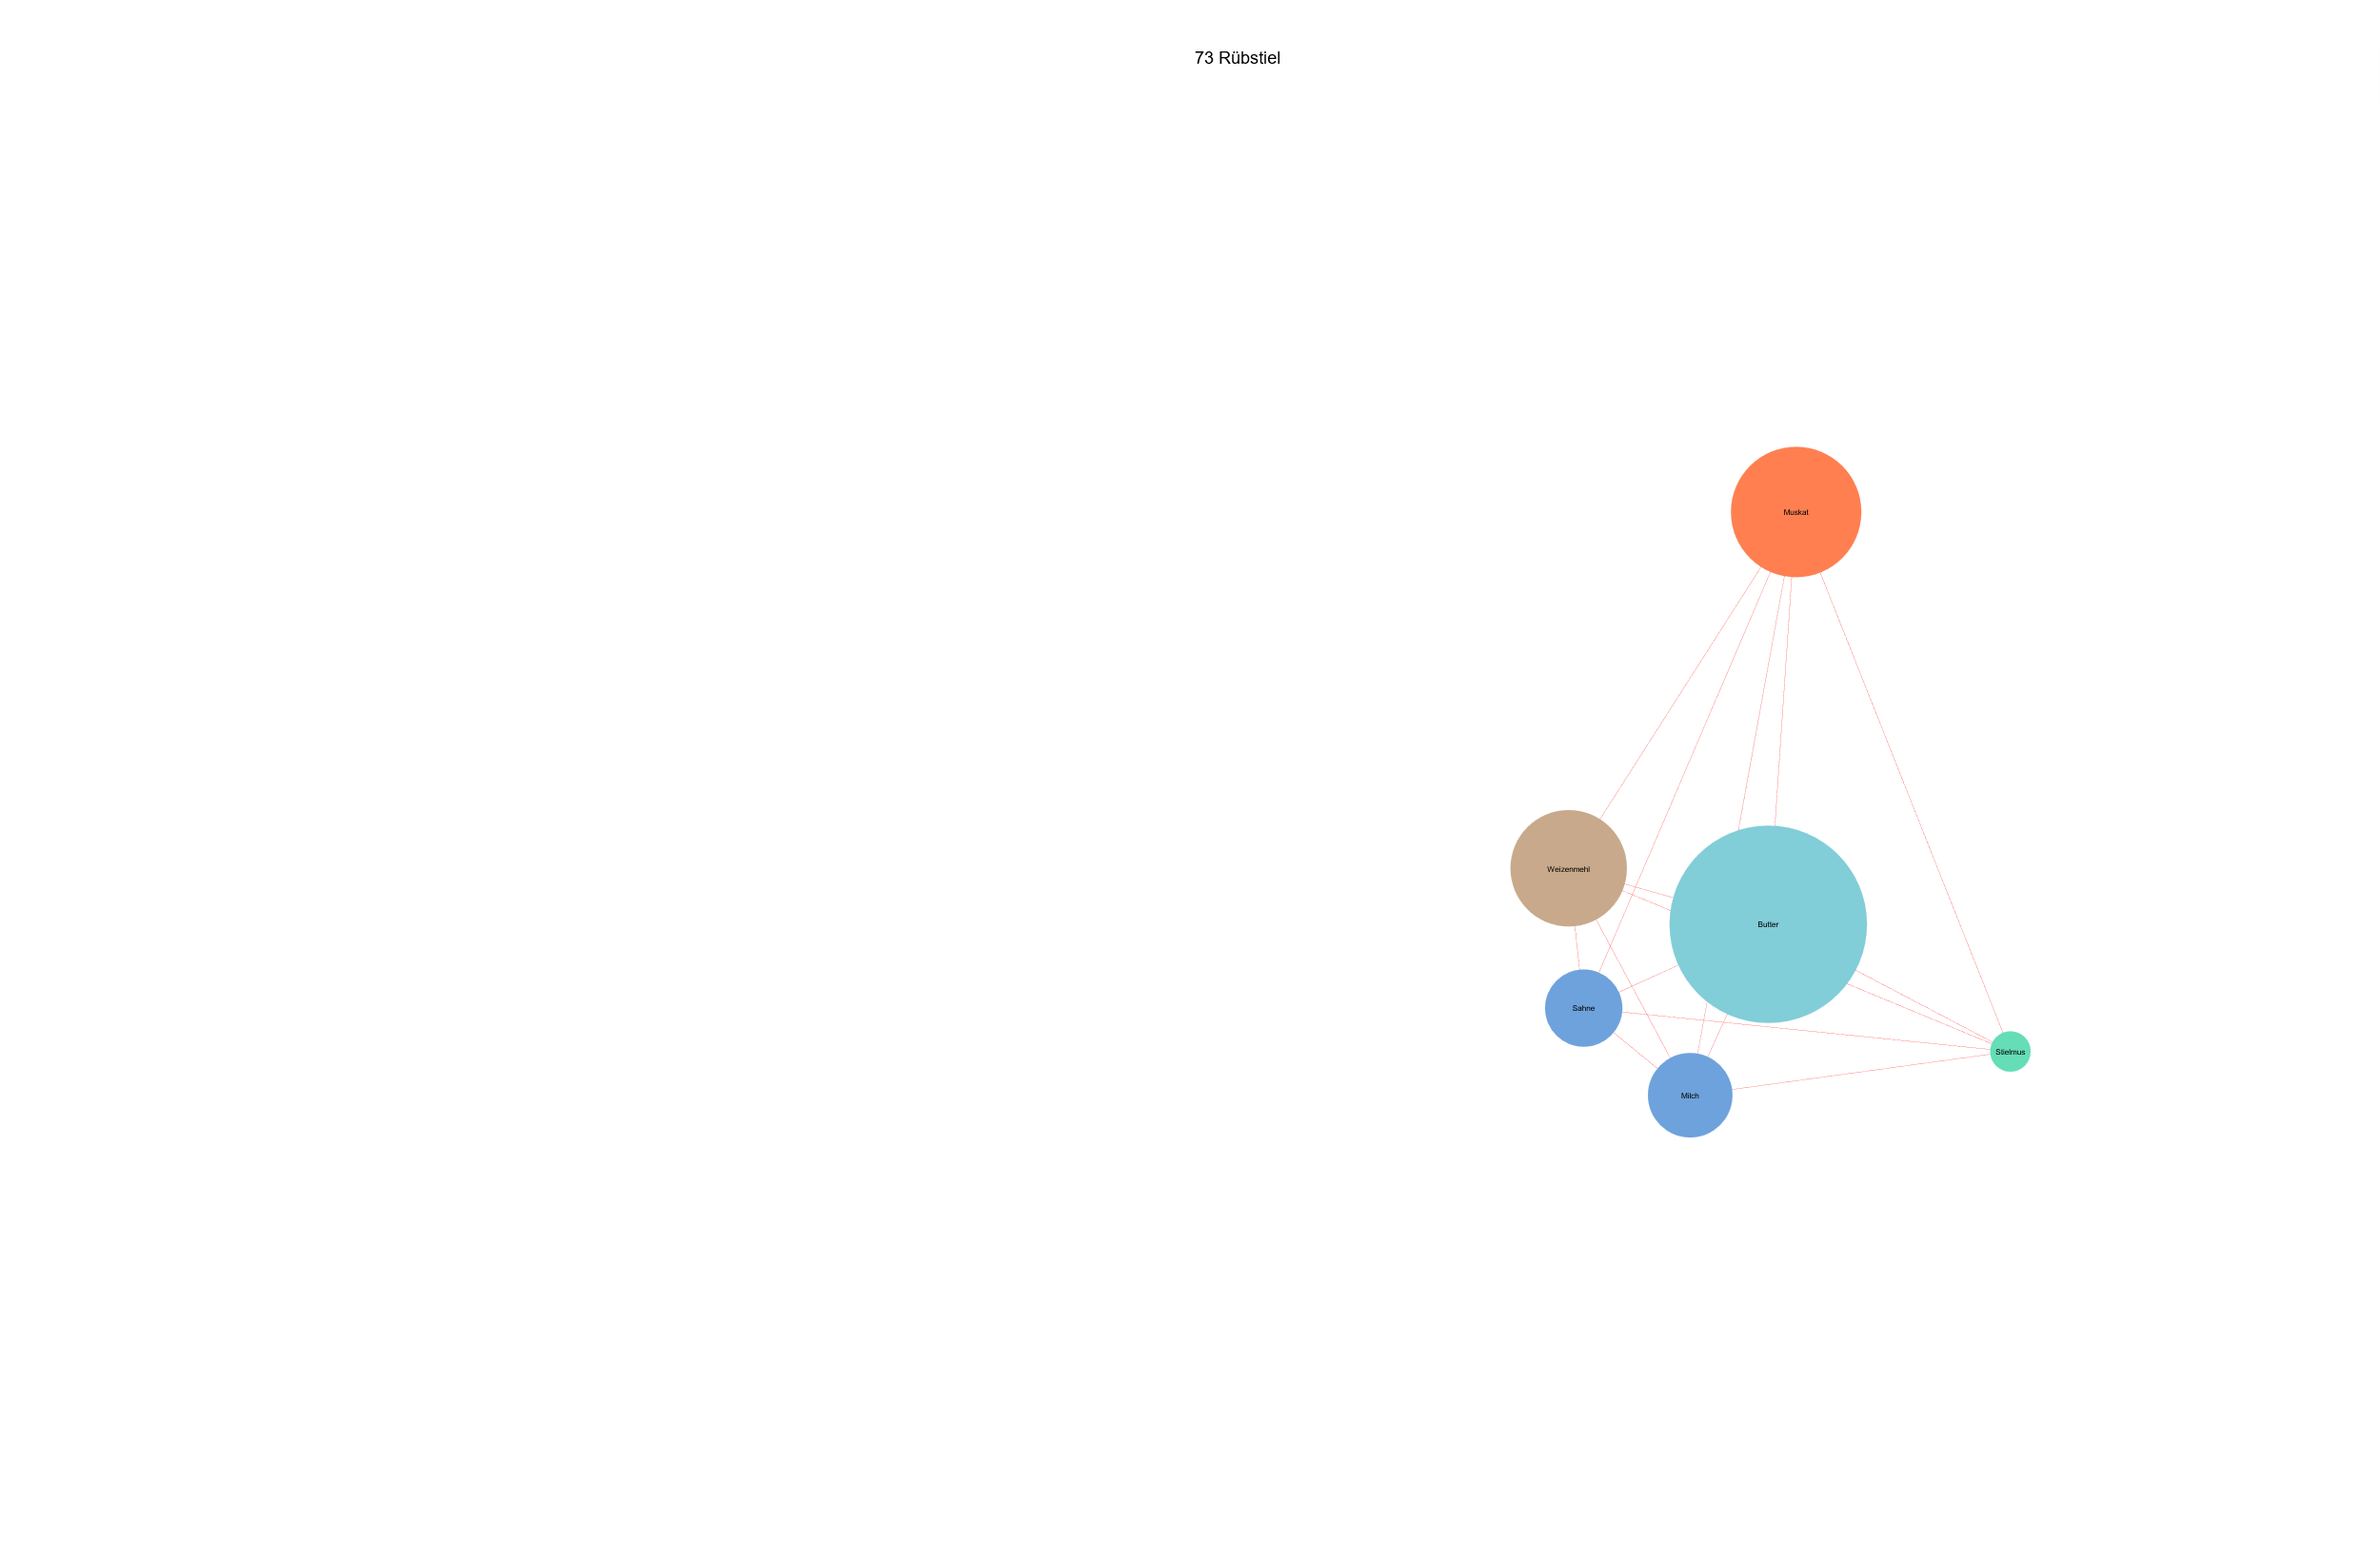 73 Rübstiel
Muskat
Weizenmehl
Butter
Sahne
Stielmus
Milch